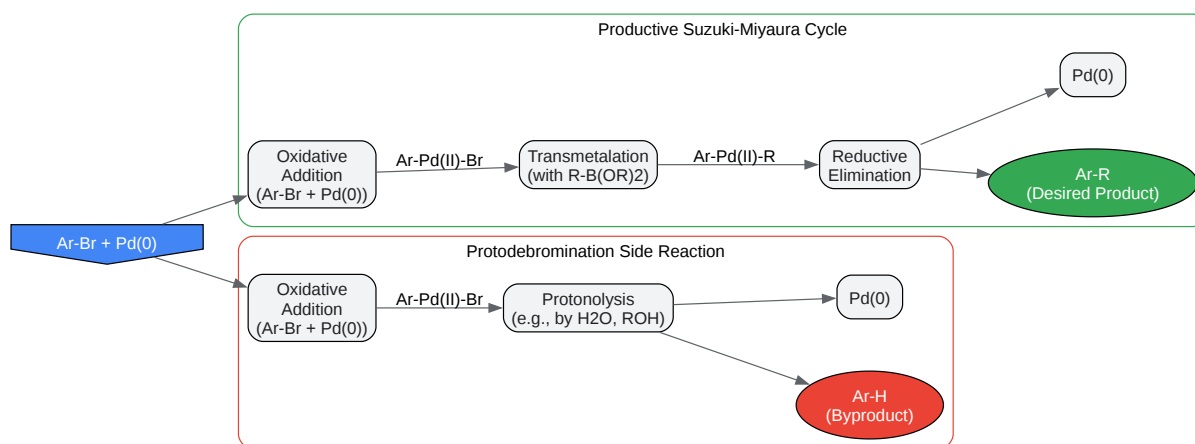 Productive Suzuki-Miyaura Cycle
Pd(0)
Oxidative
Addition
(Ar-Br + Pd(0))
Ar-Pd(II)-Br
Transmetalation
(with R-B(OR)2)
Ar-Pd(II)-R
Reductive
Elimination
Ar-R
(Desired Product)
Ar-Br + Pd(0)
Protodebromination Side Reaction
Oxidative
Addition
(Ar-Br + Pd(0))
Ar-Pd(II)-Br
Protonolysis
(e.g., by H2O, ROH)
Pd(0)
Ar-H
(Byproduct)